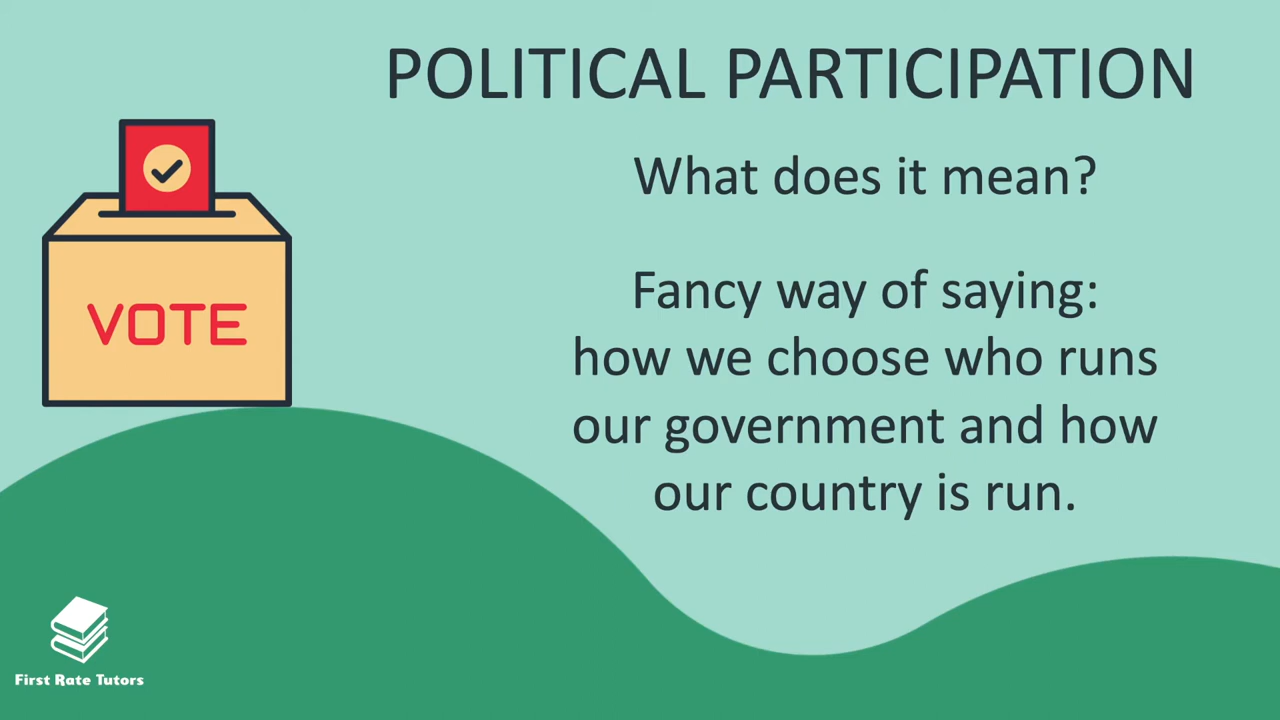 POLITICAL PARTICIPATION
What does it mean?
Fancy way of saying:
how we choose who runs
our government and how
our country is run.
VOTE
First Rate Tutors